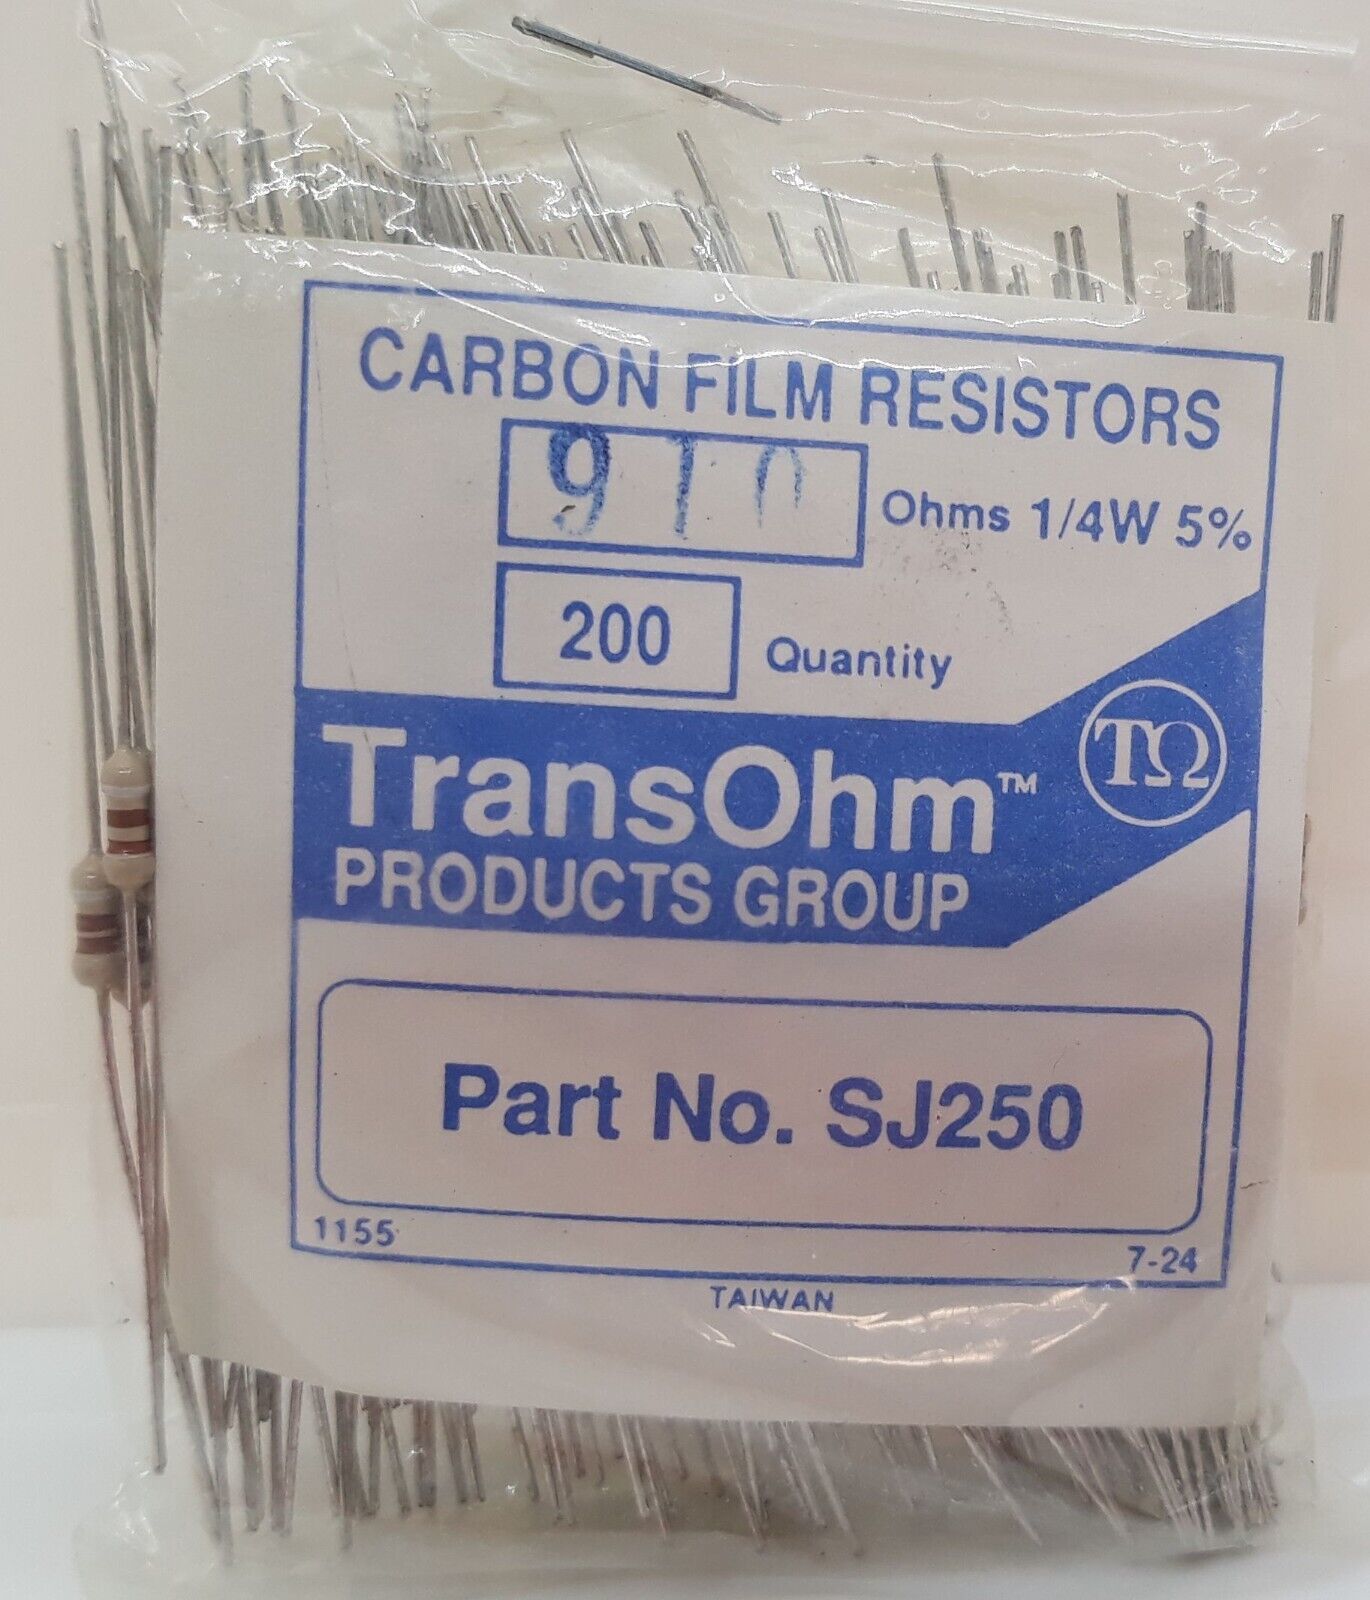 CARBON FILM RESISTORS
910 Ohms 1/4W 5%
200 Quantity
TransOhm™ TΩ
PRODUCTS GROUP
Part No. SJ250
1155 7-24
TAIWAN